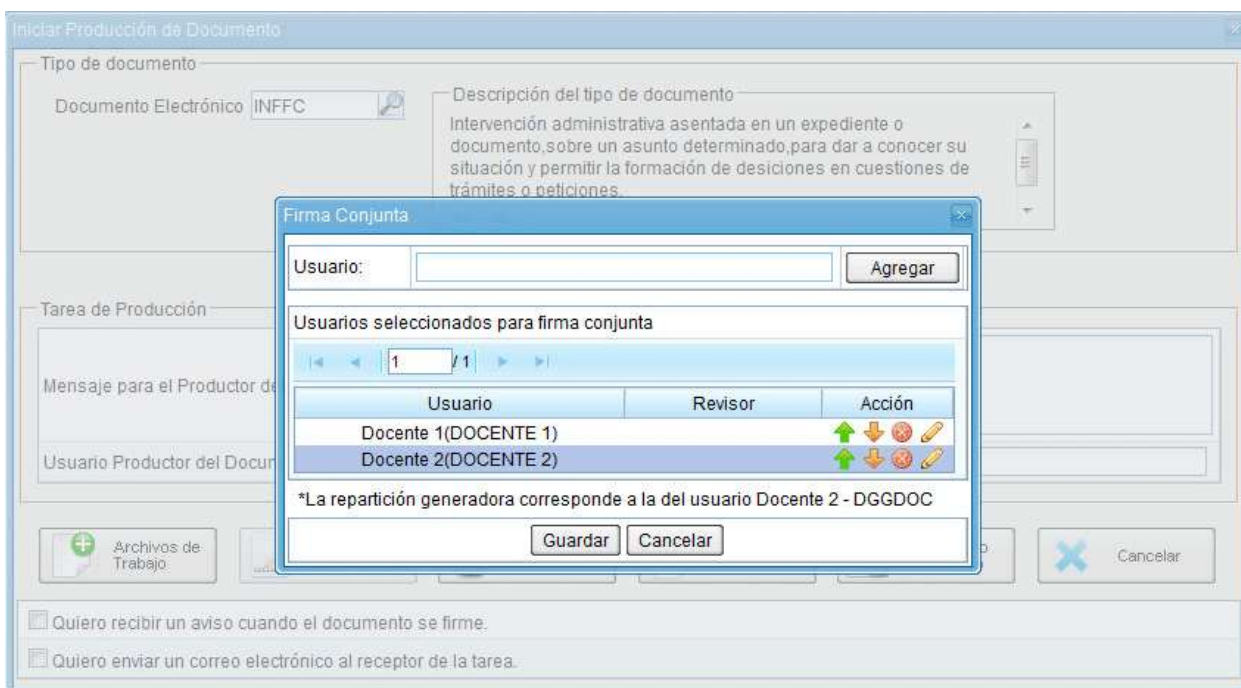 Iniciar Producción de Documento
Tipo de documento
Documento Electrónico INFFC
Descripción del tipo de documento
Intervención administrativa asentada en un expediente o
documento,sobre un asunto determinado,para dar a conocer su
situación y permitir la formación de desiciones en cuestiones de
trámites o peticiones.
Firma Conjunta
Usuario:
Agregar
Tarea de Producción
Usuarios seleccionados para firma conjunta
1 / 1
Mensaje para el Productor de
Usuario Revisor Acción
Docente 1(DOCENTE 1)
Docente 2(DOCENTE 2)
Usuario Productor del Docum
*La repartición generadora corresponde a la del usuario Docente 2 - DGGDOC
Guardar Cancelar
Archivos de
Trabajo
Cancelar
Quiero recibir un aviso cuando el documento se firme.
Quiero enviar un correo electrónico al receptor de la tarea.